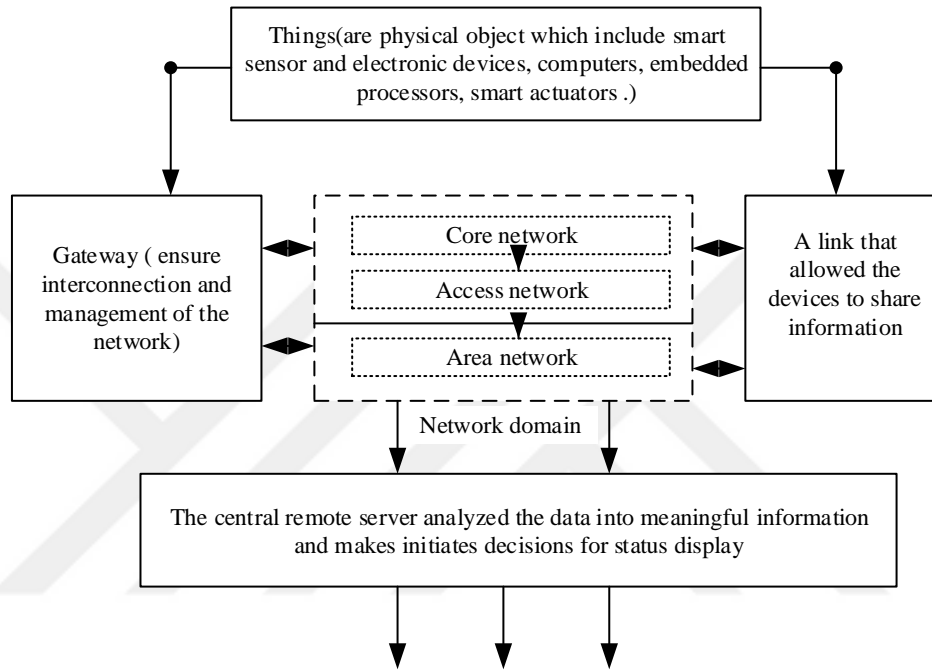 Things(are physical object which include smart
sensor and electronic devices, computers, embedded
processors, smart actuators .)
Gateway ( ensure
interconnection and
management of the
network)
Core network
Access network
Area network
A link that
allowed the
devices to share
information
Network domain
The central remote server analyzed the data into meaningful information
and makes initiates decisions for status display